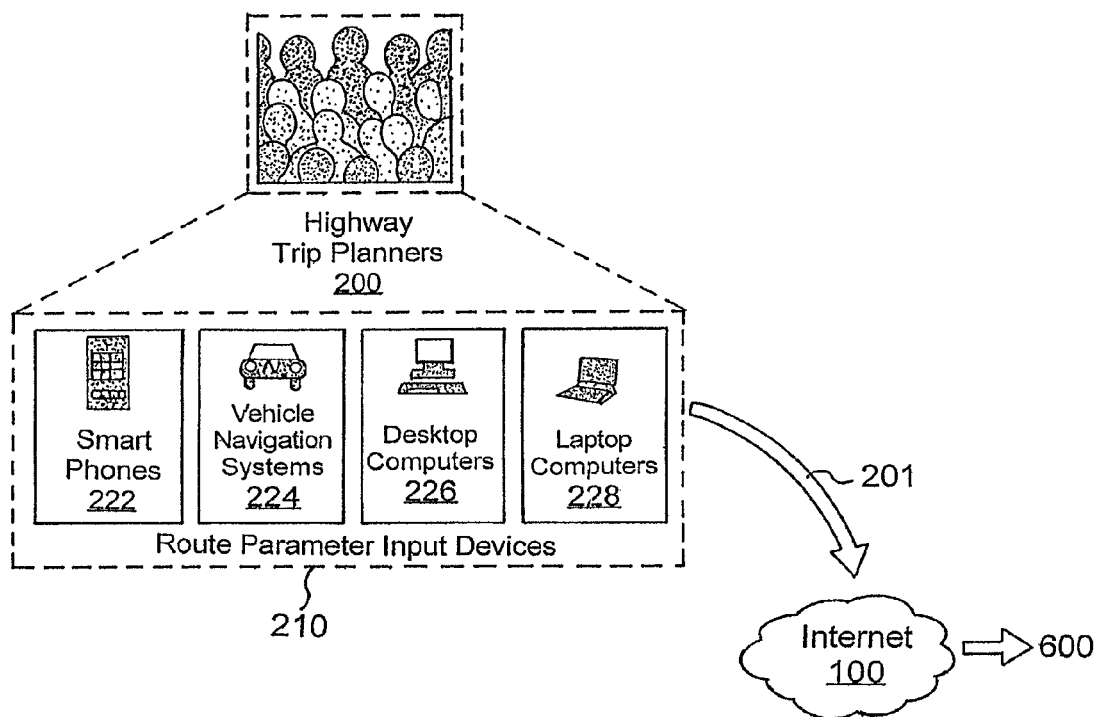 Highway
Trip Planners
200
Smart
Phones
222
Vehicle
Navigation
Systems
224
Desktop
Computers
226
Laptop
Computers
228
Route Parameter Input Devices
210
201
Internet
100
600